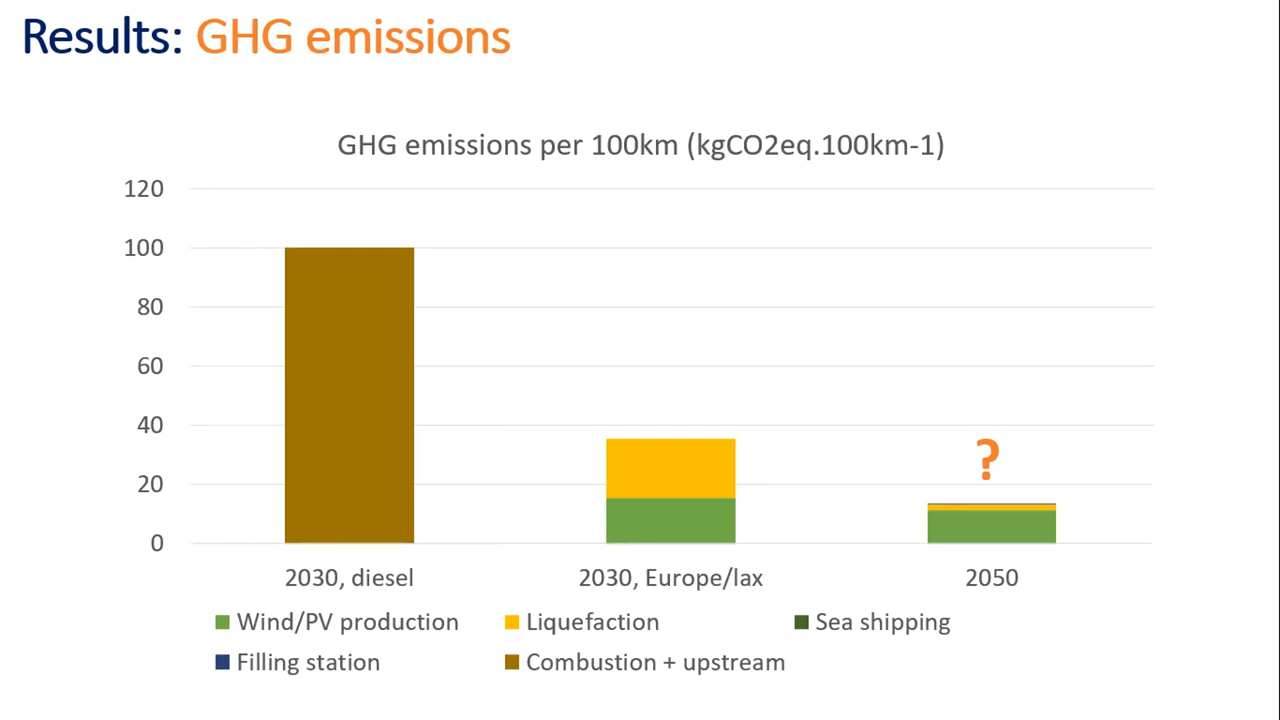 Results: GHG emissions
GHG emissions per 100km (kgCO2eq.100km-1)
120
100
80
60
40
20
0
?
2030, diesel
2030, Europe/lax
2050
Wind/PV production
Liquefaction
Sea shipping
Filling station
Combustion + upstream